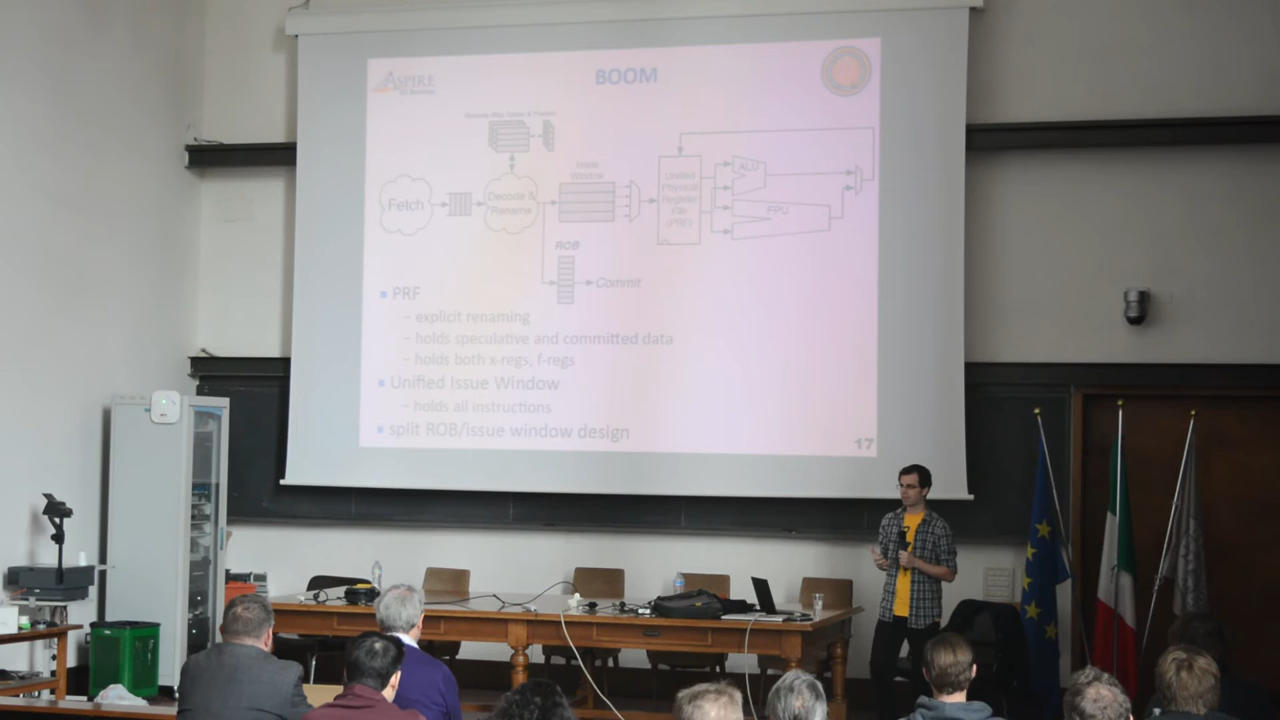 ASPIRE
BOOM
Fetch
Decode &
Rename
Issue
Window
Unified
Physical
Register
File
(PRF)
ALU
FPU
ROB
Commit
PRF
– explicit renaming
– holds speculative and committed data
– holds both x-regs, f-regs
Unified Issue Window
– holds all instructions
split ROB/issue window design
17